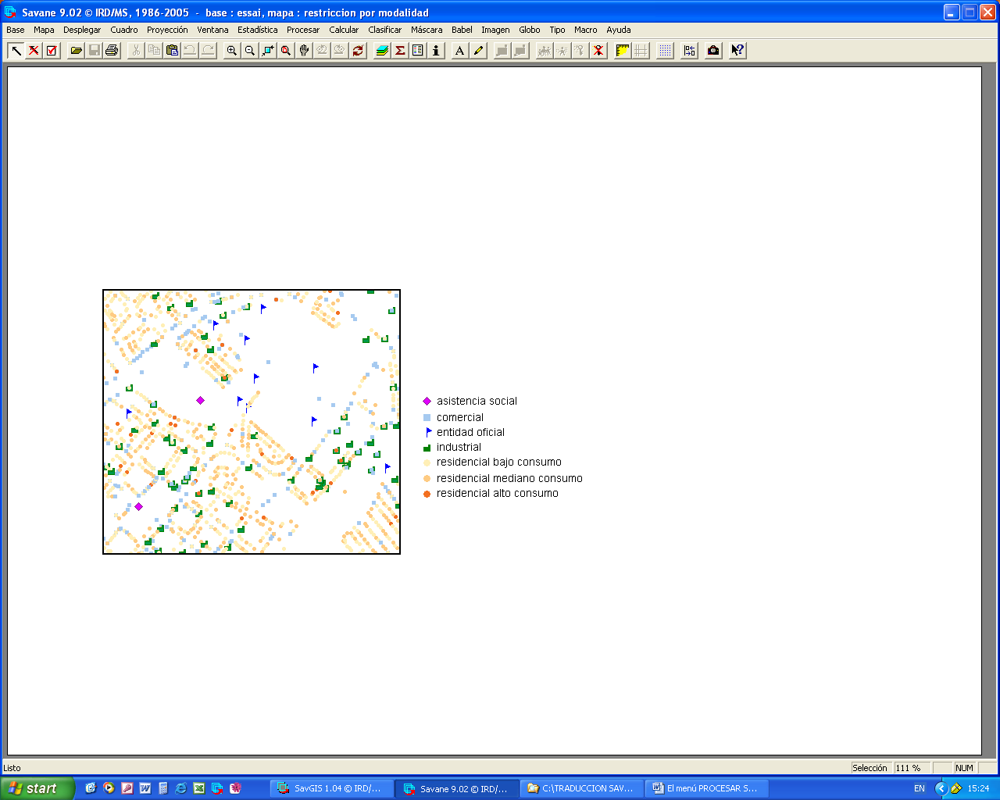 Savane 9.02 © IRD/MS, 1986-2005 - base : essai, mapa : restriccion por modalidad
Base Mapa Desplegar Cuadro Proyección Ventana Estadística Procesar Calcular Clasificar Máscara Babel Imagen Globo Tipo Macro Ayuda
asistencia social
comercial
entidad oficial
industrial
residencial bajo consumo
residencial mediano consumo
residencial alto consumo
Listo
Selección 111 % NUM
start
SavGIS 1.04 © IRD/...
Savane 9.02 © IRD/...
C:\TRADUCCION SAV...
El menú PROCESAR S...
EN
15:24